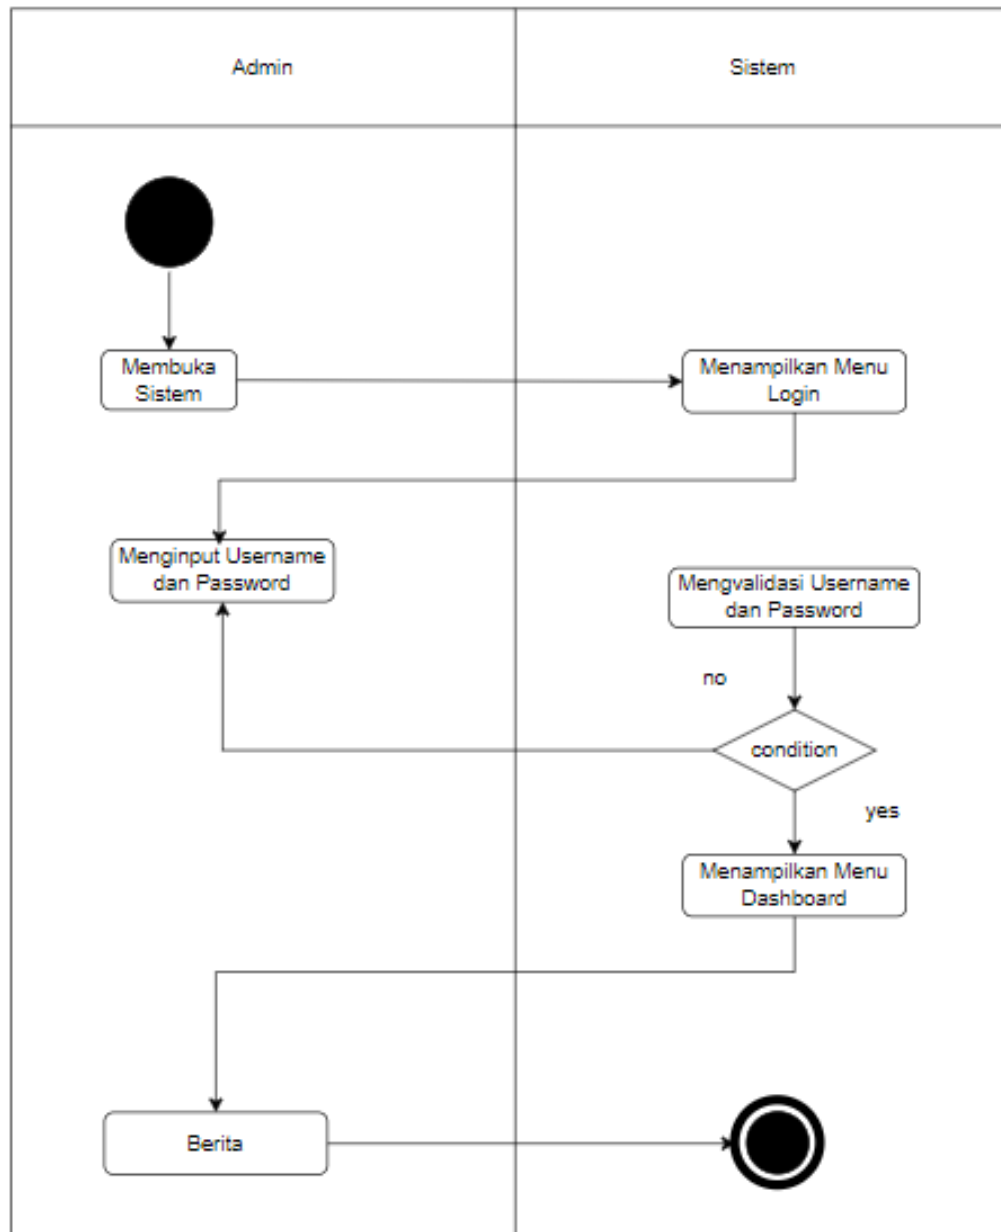 Admin
Sistem
Membuka
Sistem
Menampilkan Menu
Login
Menginput Username
dan Password
Mengvalidasi Username
dan Password
no
condition
yes
Menampilkan Menu
Dashboard
Berita